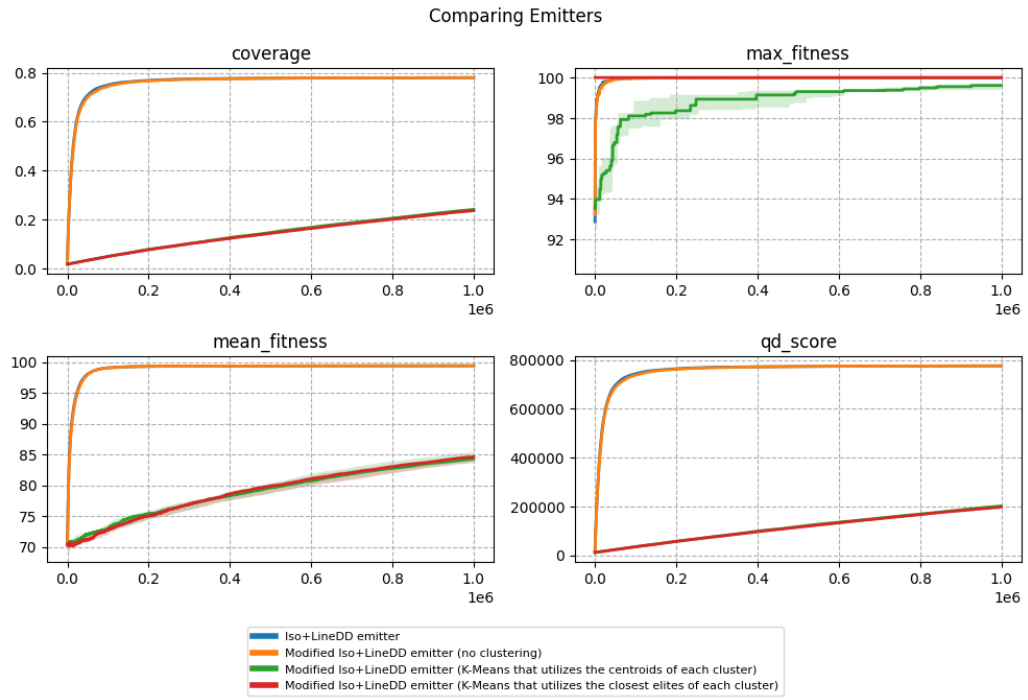 Comparing Emitters
coverage
0.8
0.6
0.4
0.2
0.0
0.0 0.2 0.4 0.6 0.8 1.0
1e6
max_fitness
100
98
96
94
92
0.0 0.2 0.4 0.6 0.8 1.0
1e6
mean_fitness
100
95
90
85
80
75
70
0.0 0.2 0.4 0.6 0.8 1.0
1e6
qd_score
800000
600000
400000
200000
0
0.0 0.2 0.4 0.6 0.8 1.0
1e6
Iso+LineDD emitter
Modified Iso+LineDD emitter (no clustering)
Modified Iso+LineDD emitter (K-Means that utilizes the centroids of each cluster)
Modified Iso+LineDD emitter (K-Means that utilizes the closest elites of each cluster)